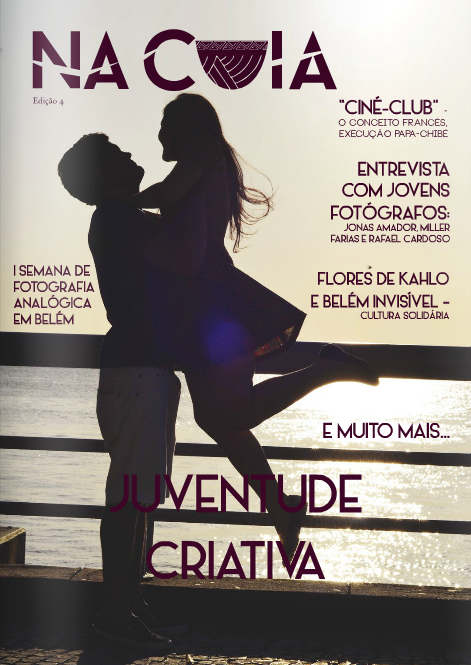 NA CUIA
Edição 4
"CINÉ-CLUB"
O CONCEITO FRANCÊS,
EXECUÇÃO PAPA-CHIBÉ
ENTREVISTA
COM JOVENS
FOTÓGRAFOS:
JONAS AMADOR, MILLER
FARIAS E RAFAEL CARDOSO
I SEMANA DE
FOTOGRAFIA
ANALÓGICA
EM BELÉM
FLORES DE KAHLO
E BELÉM INVISÍVEL –
CULTURA SOLIDÁRIA
E MUITO MAIS...
JUVENTUDE
CRIATIVA